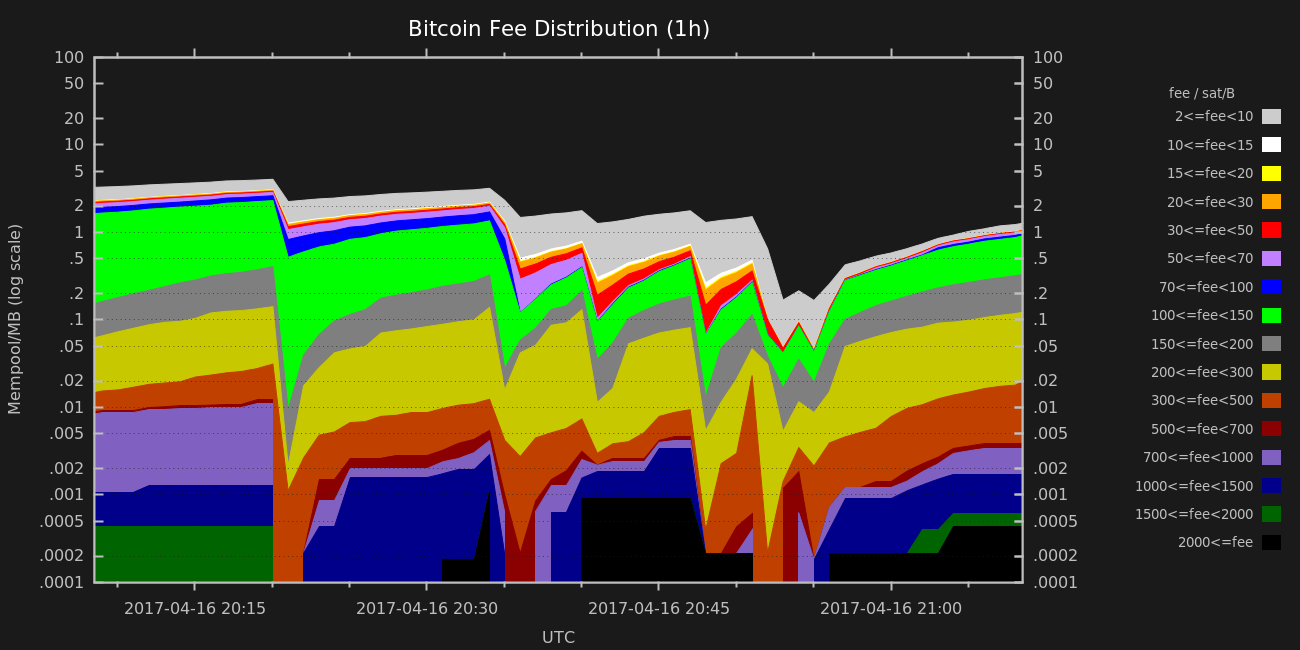 Bitcoin Fee Distribution (1h)
Mempool/MB (log scale)
100
50
20
10
5
2
1
.5
.2
.1
.05
.02
.01
.005
.002
.001
.0005
.0002
.0001
100
50
20
10
5
2
1
.5
.2
.1
.05
.02
.01
.005
.002
.001
.0005
.0002
.0001
2017-04-16 20:15
2017-04-16 20:30
2017-04-16 20:45
2017-04-16 21:00
UTC
fee / sat/B
2<=fee<10
10<=fee<15
15<=fee<20
20<=fee<30
30<=fee<50
50<=fee<70
70<=fee<100
100<=fee<150
150<=fee<200
200<=fee<300
300<=fee<500
500<=fee<700
700<=fee<1000
1000<=fee<1500
1500<=fee<2000
2000<=fee